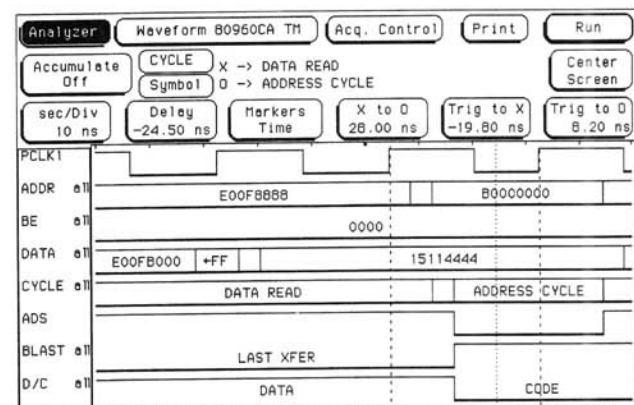 Analyzer Waveform 80960CA TM Acq. Control Print Run
Accumulate Off CYCLE X -> DATA READ Center Screen
Symbol O -> ADDRESS CYCLE
sec/Div Delay Markers X to O Trig to X Trig to O
10 ns -24.50 ns Time 28.00 ns -19.80 ns 8.20 ns
PCLK1
ADDR all E00F8888 B0000000
BE all 0000
DATA all E00FB000 ←FF 15114444
CYCLE all DATA READ ADDRESS CYCLE
ADS
BLAST all LAST XFER
D/C all DATA CODE